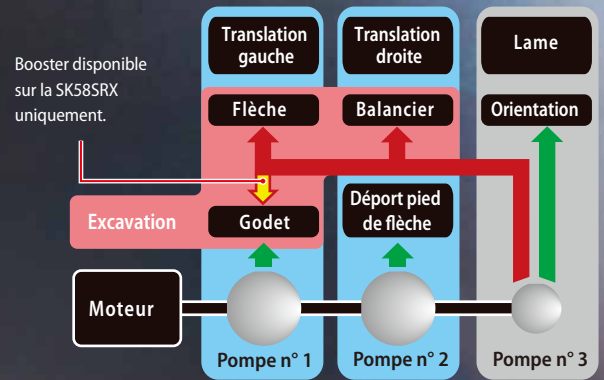 Booster disponible
sur la SK58SRX
uniquement.
Translation
gauche
Translation
droite
Lame
Flèche
Balancier
Orientation
Excavation
Godet
Déport pied
de flèche
Moteur
Pompe n° 1
Pompe n° 2
Pompe n° 3